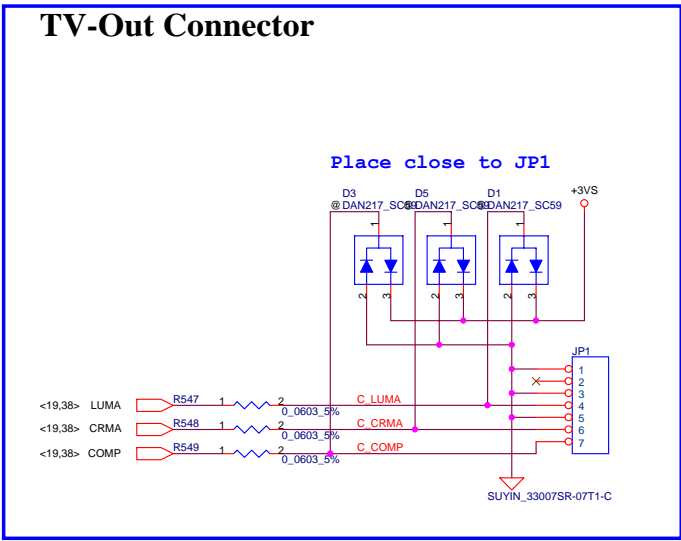 TV-Out Connector
Place close to JP1
D3
D5
D1
+3VS
@ DAN217_SC59
@ DAN217_SC59
@ DAN217_SC59
1
1
1
2
3
2
3
2
3
JP1
1
2
3
4
5
6
7
<19,38> LUMA
R547
1
2
C_LUMA
0_0603_5%
<19,38> CRMA
R548
1
2
C_CRMA
0_0603_5%
<19,38> COMP
R549
1
2
C_COMP
0_0603_5%
SUYIN_33007SR-07T1-C